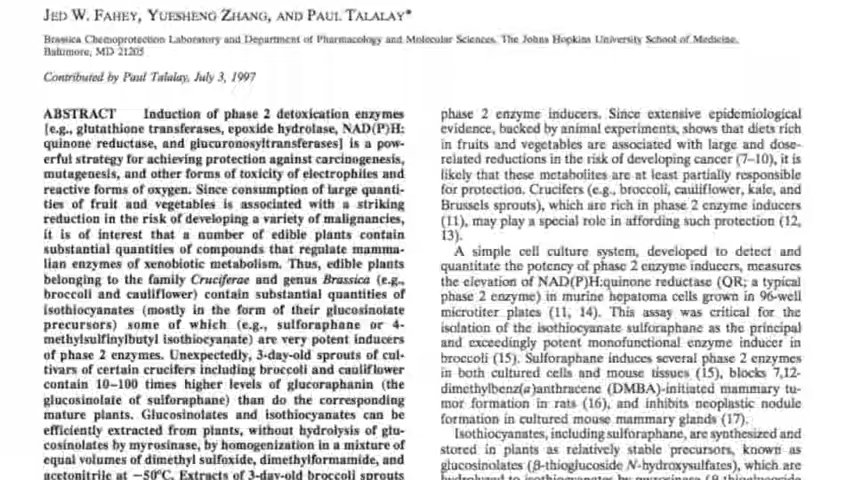 JED W. FAHEY, YUESHENG ZHANG, AND PAUL TALALAY*
Brassica Chemoprotection Laboratory and Department of Pharmacology and Molecular Sciences, The Johns Hopkins University School of Medicine,
Baltimore, MD 21205
Contributed by Paul Talalay, July 3, 1997
ABSTRACT Induction of phase 2 detoxication enzymes
[e.g., glutathione transferases, epoxide hydrolase, NAD(P)H:
quinone reductase, and glucuronosyltransferases] is a pow-
erful strategy for achieving protection against carcinogenesis,
mutagenesis, and other forms of toxicity of electrophiles and
reactive forms of oxygen. Since consumption of large quanti-
ties of fruit and vegetables is associated with a striking
reduction in the risk of developing a variety of malignancies,
it is of interest that a number of edible plants contain
substantial quantities of compounds that regulate mamma-
lian enzymes of xenobiotic metabolism. Thus, edible plants
belonging to the family Cruciferae and genus Brassica (e.g.,
broccoli and cauliflower) contain substantial quantities of
isothiocyanates (mostly in the form of their glucosinolate
precursors) some of which (e.g., sulforaphane or 4-
methylsulfinylbutyl isothiocyanate) are very potent inducers
of phase 2 enzymes. Unexpectedly, 3-day-old sprouts of cul-
tivars of certain crucifers including broccoli and cauliflower
contain 10–100 times higher levels of glucoraphanin (the
glucosinolate of sulforaphane) than do the corresponding
mature plants. Glucosinolates and isothiocyanates can be
efficiently extracted from plants, without hydrolysis of glu-
cosinolates by myrosinase, by homogenization in a mixture of
equal volumes of dimethyl sulfoxide, dimethylformamide, and
acetonitrile at −50°C. Extracts of 3-day-old broccoli sprouts
phase 2 enzyme inducers. Since extensive epidemiological
evidence, backed by animal experiments, shows that diets rich
in fruits and vegetables are associated with large and dose-
related reductions in the risk of developing cancer (7–10), it is
likely that these metabolites are at least partially responsible
for protection. Crucifers (e.g., broccoli, cauliflower, kale, and
Brussels sprouts), which are rich in phase 2 enzyme inducers
(11), may play a special role in affording such protection (12,
13).
A simple cell culture system, developed to detect and
quantitate the potency of phase 2 enzyme inducers, measures
the elevation of NAD(P)H:quinone reductase (QR; a typical
phase 2 enzyme) in murine hepatoma cells grown in 96-well
microtiter plates (11, 14). This assay was critical for the
isolation of the isothiocyanate sulforaphane as the principal
and exceedingly potent monofunctional enzyme inducer in
broccoli (15). Sulforaphane induces several phase 2 enzymes
in both cultured cells and mouse tissues (15), blocks 7,12-
dimethylbenz(a)anthracene (DMBA)-initiated mammary tu-
mor formation in rats (16), and inhibits neoplastic nodule
formation in cultured mouse mammary glands (17).
Isothiocyanates, including sulforaphane, are synthesized and
stored in plants as relatively stable precursors, known as
glucosinolates (β-thioglucoside N-hydroxysulfates), which are
hydrolyzed to isothiocyanates by myrosinase (β-thioglucoside